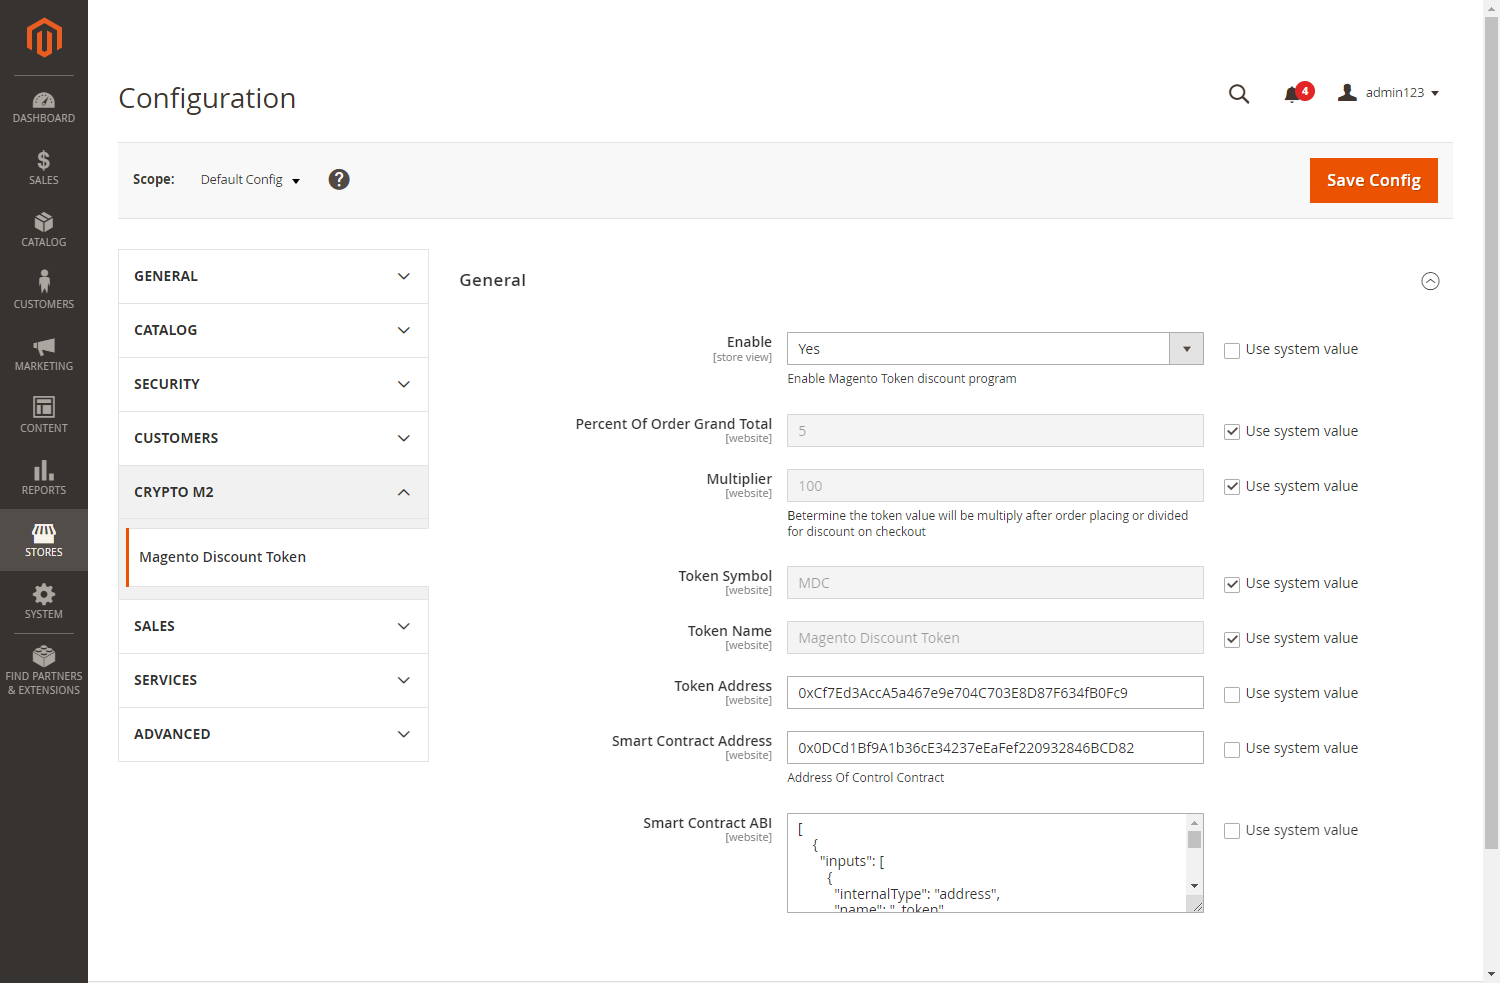 DASHBOARD
SALES
CATALOG
CUSTOMERS
MARKETING
CONTENT
REPORTS
STORES
SYSTEM
FIND PARTNERS
& EXTENSIONS
Configuration
4
admin123
Scope:
Default Config
?
Save Config
GENERAL
CATALOG
SECURITY
CUSTOMERS
CRYPTO M2
Magento Discount Token
SALES
SERVICES
ADVANCED
General
Enable
[store view]
Yes
Use system value
Enable Magento Token discount program
Percent Of Order Grand Total
[website]
5
Use system value
Multiplier
[website]
100
Use system value
Betermine the token value will be multiply after order placing or divided
for discount on checkout
Token Symbol
[website]
MDC
Use system value
Token Name
[website]
Magento Discount Token
Use system value
Token Address
[website]
0xCf7Ed3AccA5a467e9e704C703E8D87F634fB0Fc9
Use system value
Smart Contract Address
[website]
0x0DCd1Bf9A1b36cE34237eEaFef220932846BCD82
Use system value
Address Of Control Contract
Smart Contract ABI
[website]
[
{
"inputs": [
{
"internalType": "address",
"name": "_token"
Use system value